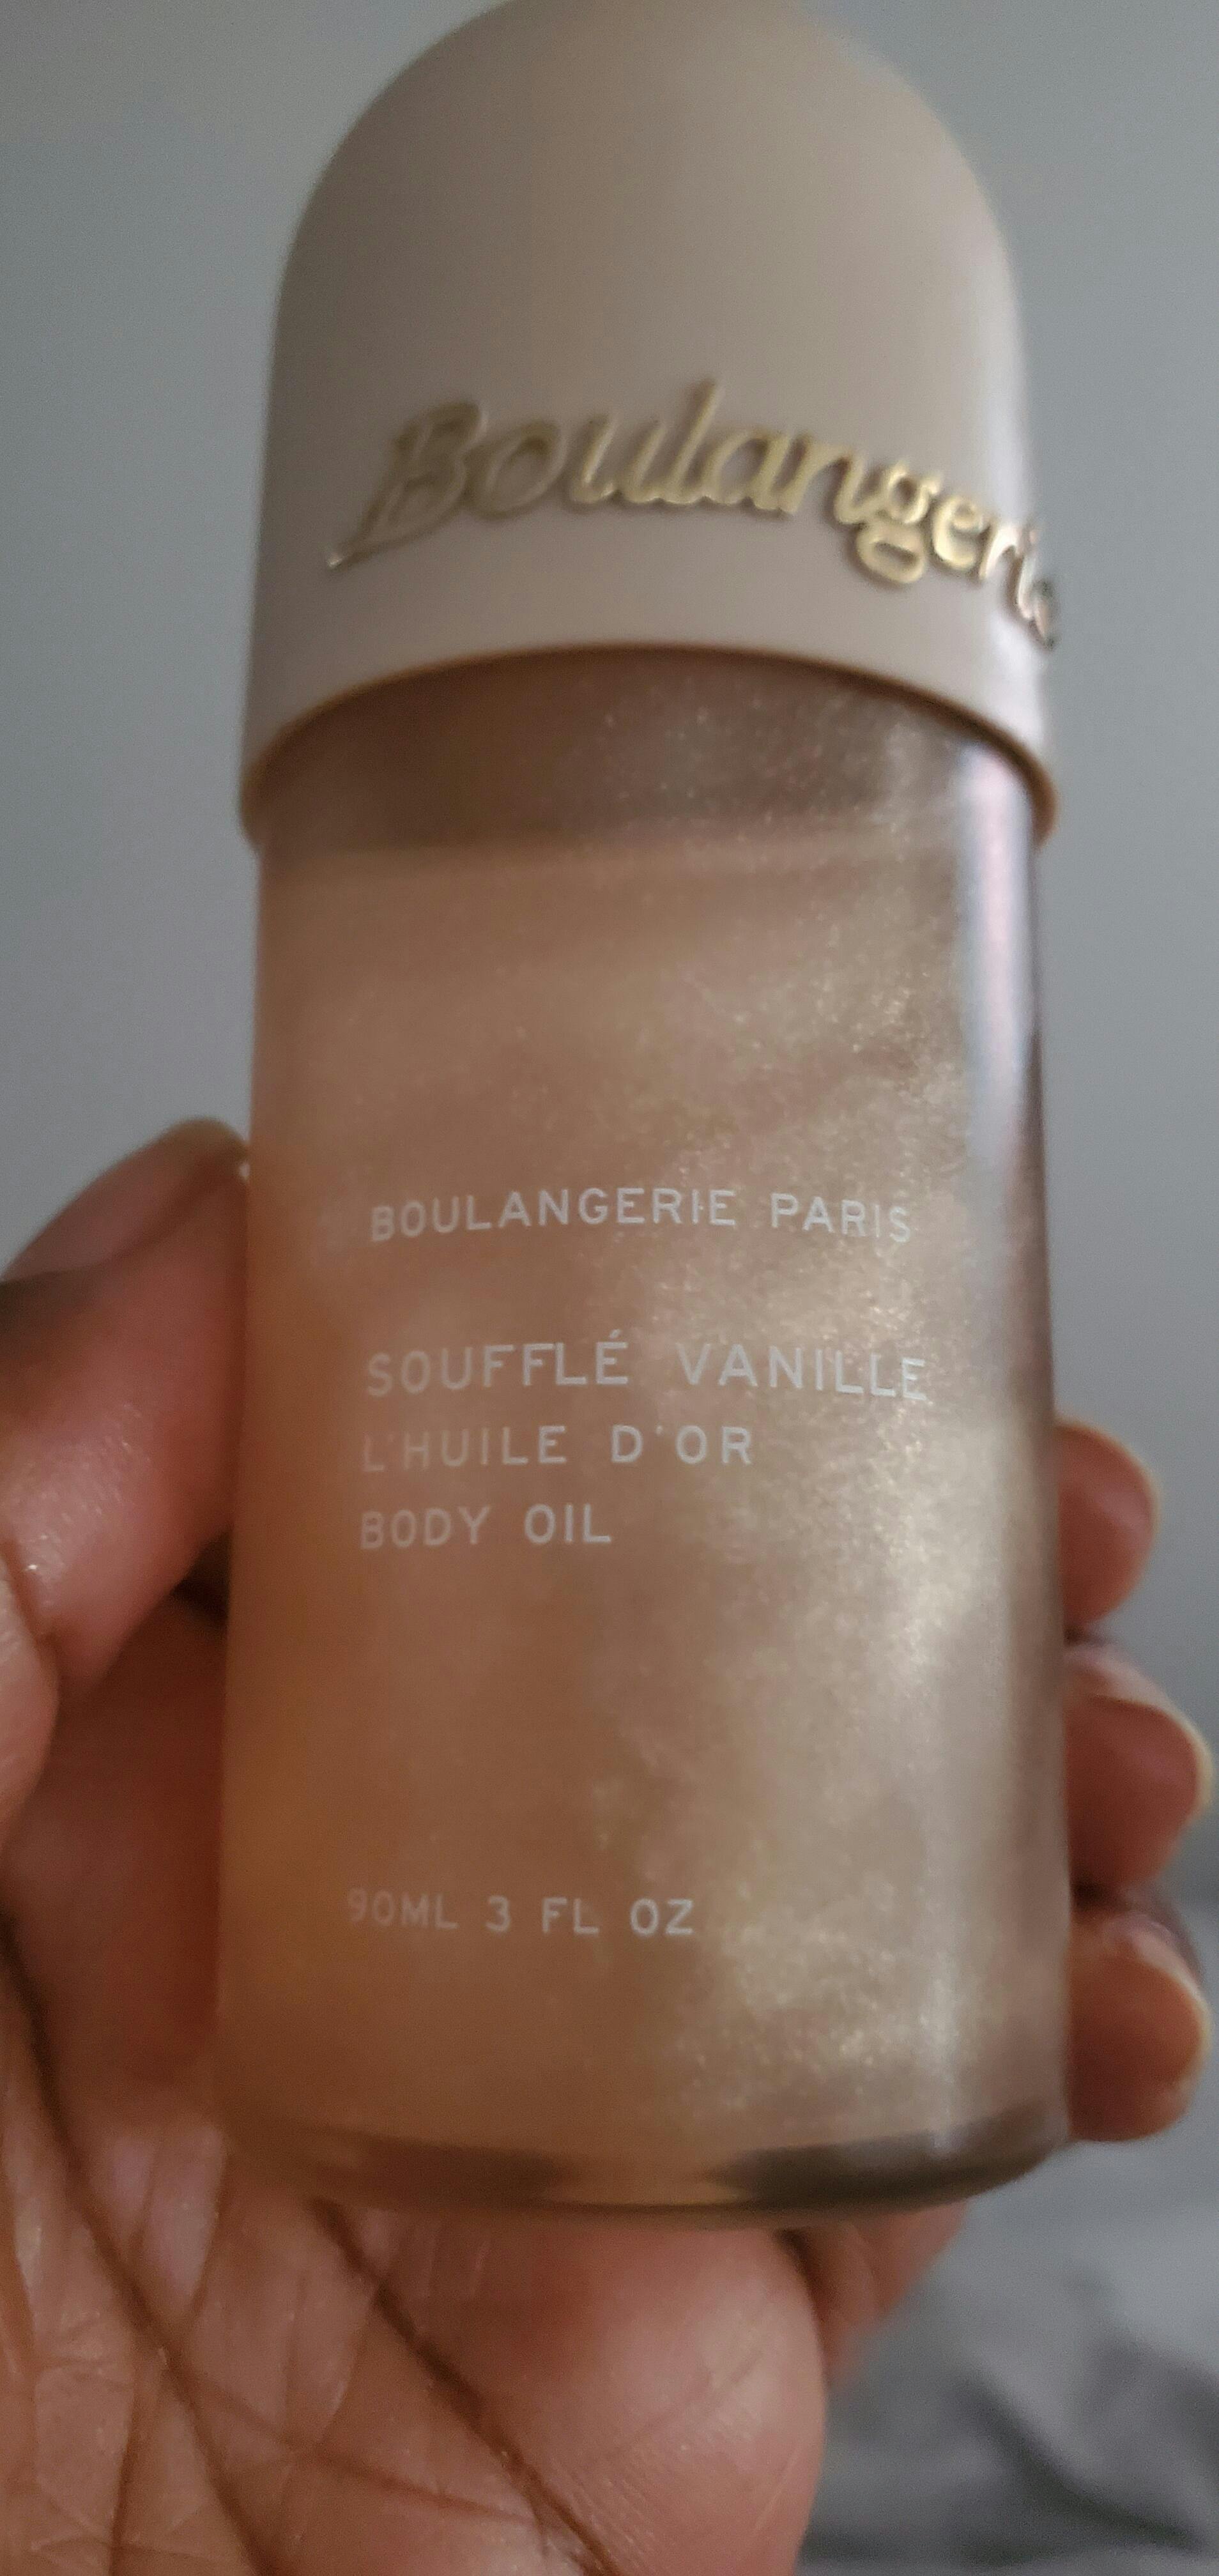 Boulangerie
BOULANGERIE PARIS
SOUFFLÉ VANILLE
L'HUILE D'OR
BODY OIL
90ML 3 FL OZ